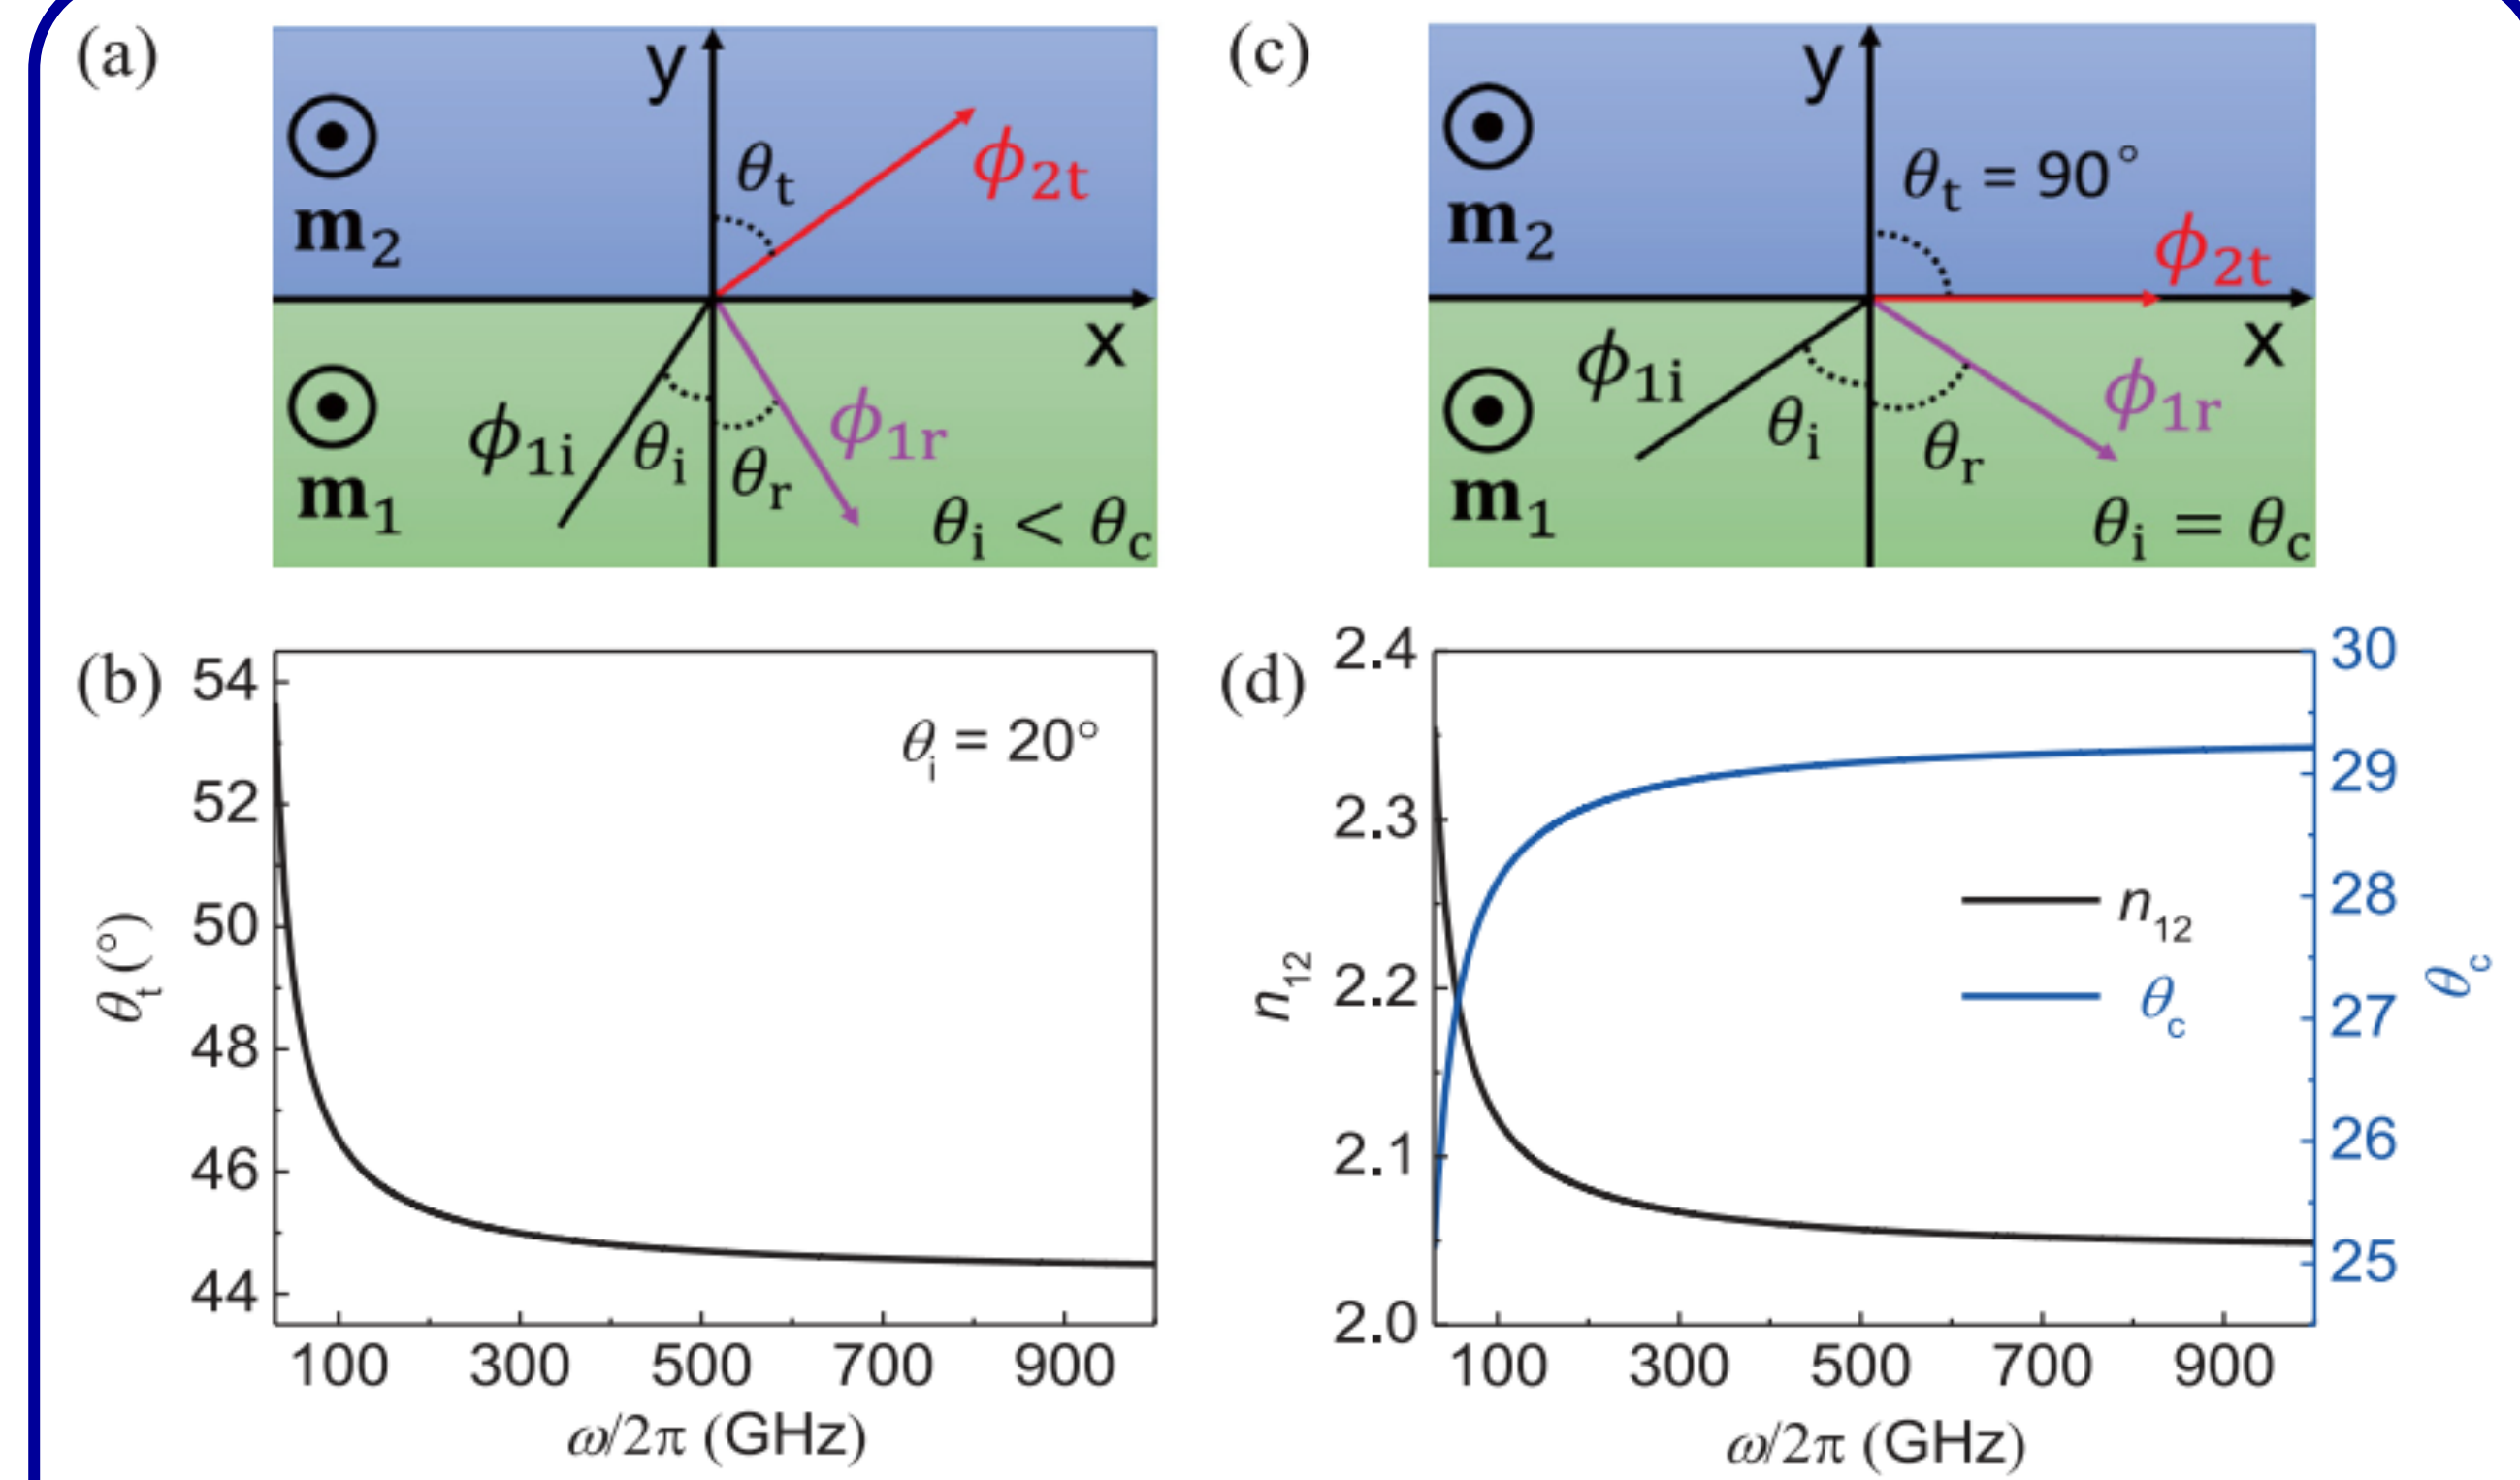 (a)
y
θt
ϕ2t
m2
x
ϕ1i
θi
θr
ϕ1r
m1
θi < θc
(c)
y
θt = 90°
ϕ2t
m2
x
ϕ1i
θi
θr
ϕ1r
m1
θi = θc
(b)
54
52
50
48
46
44
θt (°)
θi = 20°
100 300 500 700 900
ω/2π (GHz)
(d)
2.4
2.3
2.2
2.1
2.0
n12
n12
θc
30
29
28
27
26
25
θc
100 300 500 700 900
ω/2π (GHz)